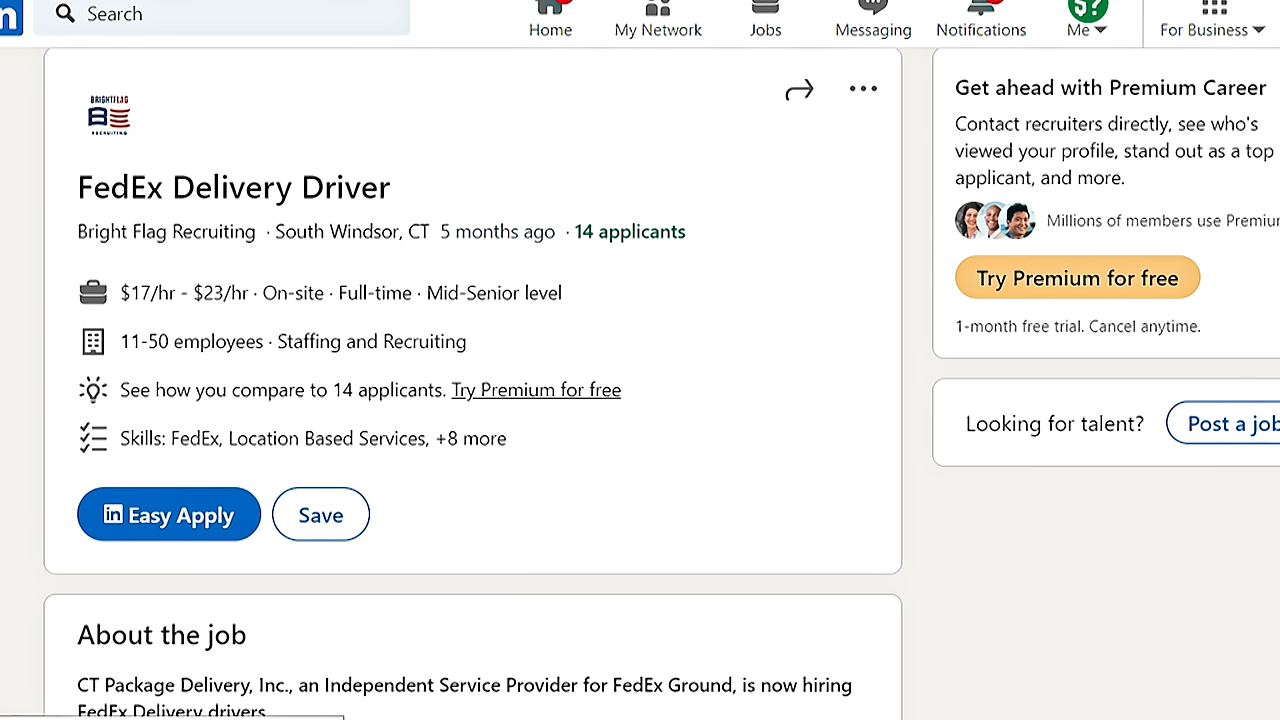 n
Search
Home
My Network
Jobs
Messaging
Notifications
$?
Me
For Business
BRIGHTFLAG
RECRUITING
FedEx Delivery Driver
Bright Flag Recruiting · South Windsor, CT 5 months ago · 14 applicants
$17/hr - $23/hr · On-site · Full-time · Mid-Senior level
11-50 employees · Staffing and Recruiting
See how you compare to 14 applicants. Try Premium for free
Skills: FedEx, Location Based Services, +8 more
in Easy Apply
Save
About the job
CT Package Delivery, Inc., an Independent Service Provider for FedEx Ground, is now hiring
FedEx Delivery drivers
Get ahead with Premium Career
Contact recruiters directly, see who's
viewed your profile, stand out as a top
applicant, and more.
Millions of members use Premiu
Try Premium for free
1-month free trial. Cancel anytime.
Looking for talent?
Post a job